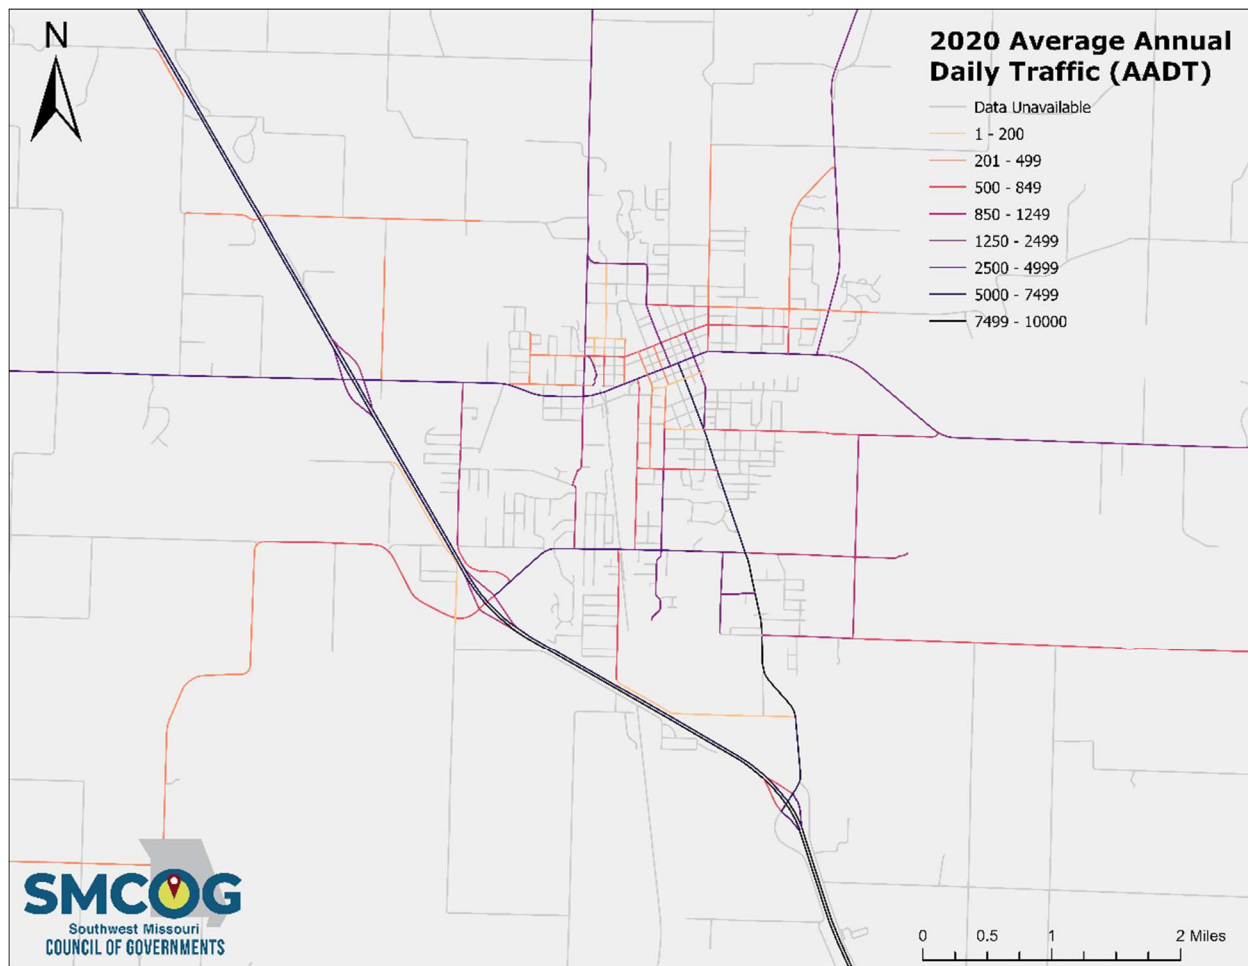 N
2020 Average Annual
Daily Traffic (AADT)
Data Unavailable
1 - 200
201 - 499
500 - 849
850 - 1249
1250 - 2499
2500 - 4999
5000 - 7499
7499 - 10000
SMCOG
Southwest Missouri
COUNCIL OF GOVERNMENTS
0 0.5 1 2 Miles